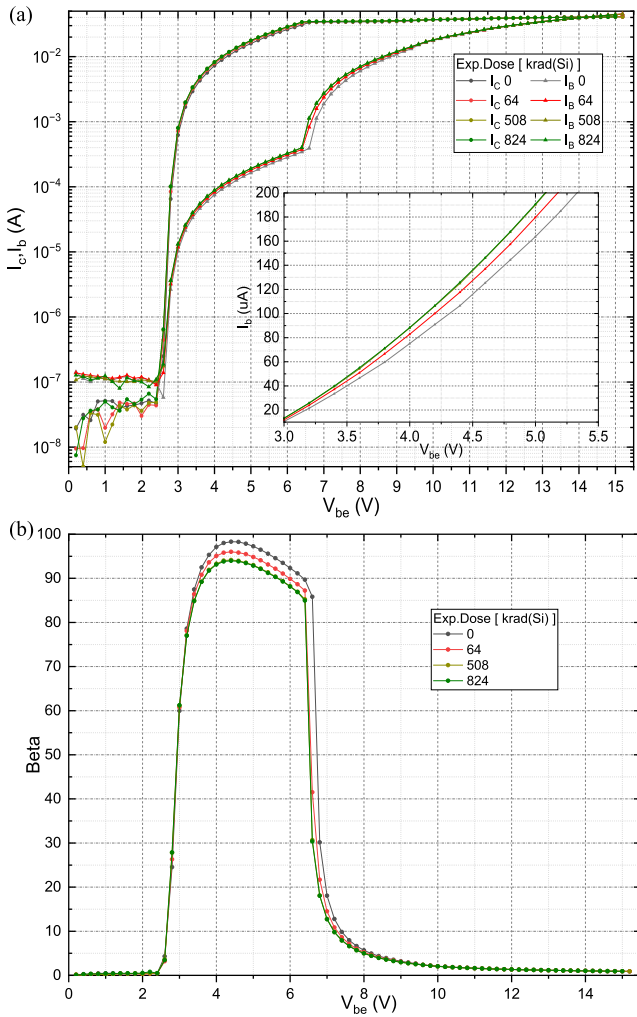 (a)
10⁻² 10⁻³ 10⁻⁴ 10⁻⁵ 10⁻⁶ 10⁻⁷ 10⁻⁸
I_c,I_b (A)
Exp.Dose [ krad(Si) ]
I_C 0 I_B 0
I_C 64 I_B 64
I_C 508 I_B 508
I_C 824 I_B 824
200 180 160 140 120 100 80 60 40 20
I_b (uA)
3.0 3.5 4.0 4.5 5.0 5.5
V_be (V)
0 1 2 3 4 5 6 7 8 9 10 11 12 13 14 15
V_be (V)
(b)
100 90 80 70 60 50 40 30 20 10 0
Beta
Exp.Dose [ krad(Si) ]
0
64
508
824
0 2 4 6 8 10 12 14
V_be (V)